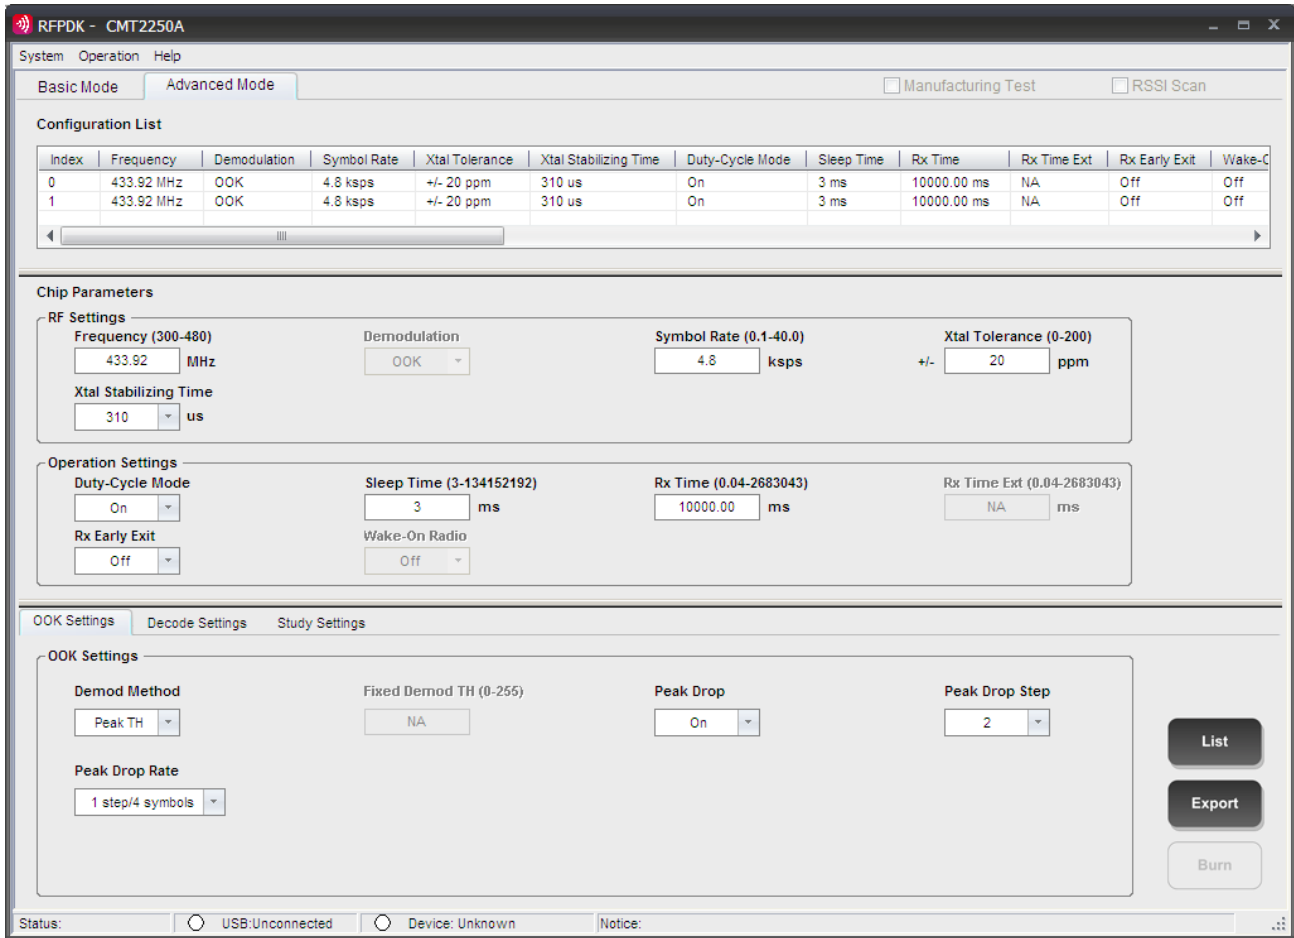 RFPDK - CMT2250A
System Operation Help
Basic Mode Advanced Mode Manufacturing Test RSSI Scan
Configuration List
Index Frequency Demodulation Symbol Rate Xtal Tolerance Xtal Stabilizing Time Duty-Cycle Mode Sleep Time Rx Time Rx Time Ext Rx Early Exit Wake-C
0 433.92 MHz OOK 4.8 ksps +/- 20 ppm 310 us On 3 ms 10000.00 ms NA Off Off
1 433.92 MHz OOK 4.8 ksps +/- 20 ppm 310 us On 3 ms 10000.00 ms NA Off Off
Chip Parameters
RF Settings
Frequency (300-480) Demodulation Symbol Rate (0.1-40.0) Xtal Tolerance (0-200)
433.92 MHz OOK 4.8 ksps +/- 20 ppm
Xtal Stabilizing Time
310 us
Operation Settings
Duty-Cycle Mode Sleep Time (3-134152192) Rx Time (0.04-2683043) Rx Time Ext (0.04-2683043)
On 3 ms 10000.00 ms NA ms
Rx Early Exit Wake-On Radio
Off Off
OOK Settings Decode Settings Study Settings
OOK Settings
Demod Method Fixed Demod TH (0-255) Peak Drop Peak Drop Step
Peak TH NA On 2
List
Peak Drop Rate
1 step/4 symbols
Export
Burn
Status: USB:Unconnected Device: Unknown Notice: